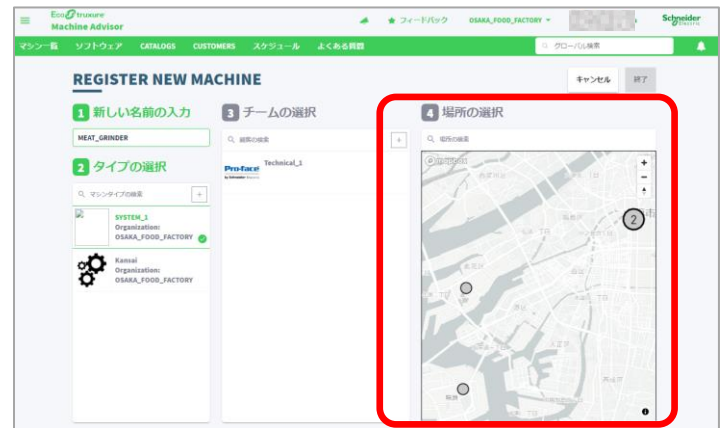 EcoStruxure
Machine Advisor
フィードバック
OSAKA_FOOD_FACTORY
Schneider
Electric
マシン一覧 ソフトウェア CATALOGS CUSTOMERS スケジュール よくある質問
グローバル検索
REGISTER NEW MACHINE
キャンセル
終了
1 新しい名前の入力
MEAT_GRINDER
2 タイプの選択
マシンタイプの検索
SYSTEM_1
Organization:
OSAKA_FOOD_FACTORY
Kansai
Organization:
OSAKA_FOOD_FACTORY
3 チームの選択
顧客の検索
Pro-face
by Schneider Electric
Technical_1
4 場所の選択
場所の検索
2